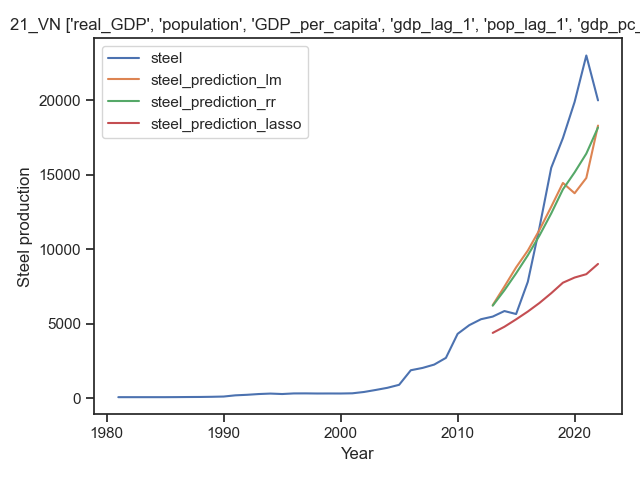 21_VN ['real_GDP', 'population', 'GDP_per_capita', 'gdp_lag_1', 'pop_lag_1', 'gdp_pc_
steel
steel_prediction_lm
steel_prediction_rr
steel_prediction_lasso
Steel production
20000
15000
10000
5000
0
1980
1990
2000
2010
2020
Year